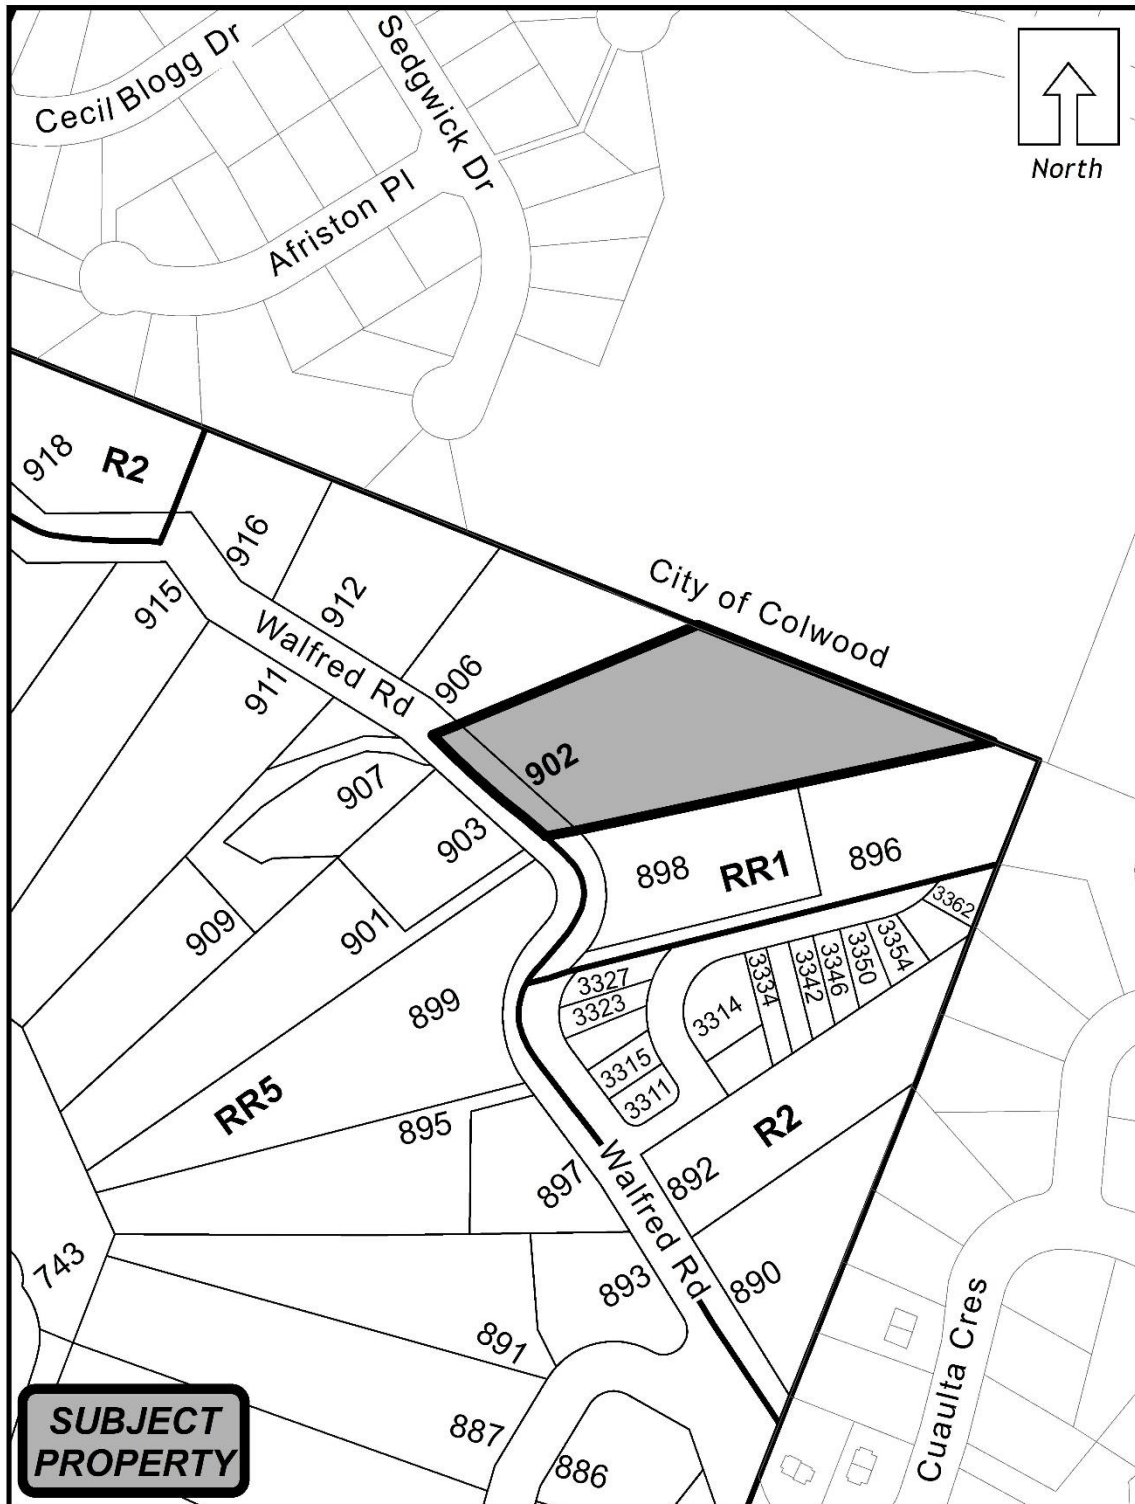 Cecil Blogg Dr
Sedgwick Dr
North
Afriston Pl
918
R2
916
915
912
City of Colwood
Walfred Rd
911
906
902
907
903
898
RR1
896
909
901
3362
3354
3350
3346
3342
3334
3327
3323
3314
899
3315
3311
RR5
895
R2
892
897
Walfred Rd
743
893
890
891
Cuaulta Cres
887
886
SUBJECT
PROPERTY